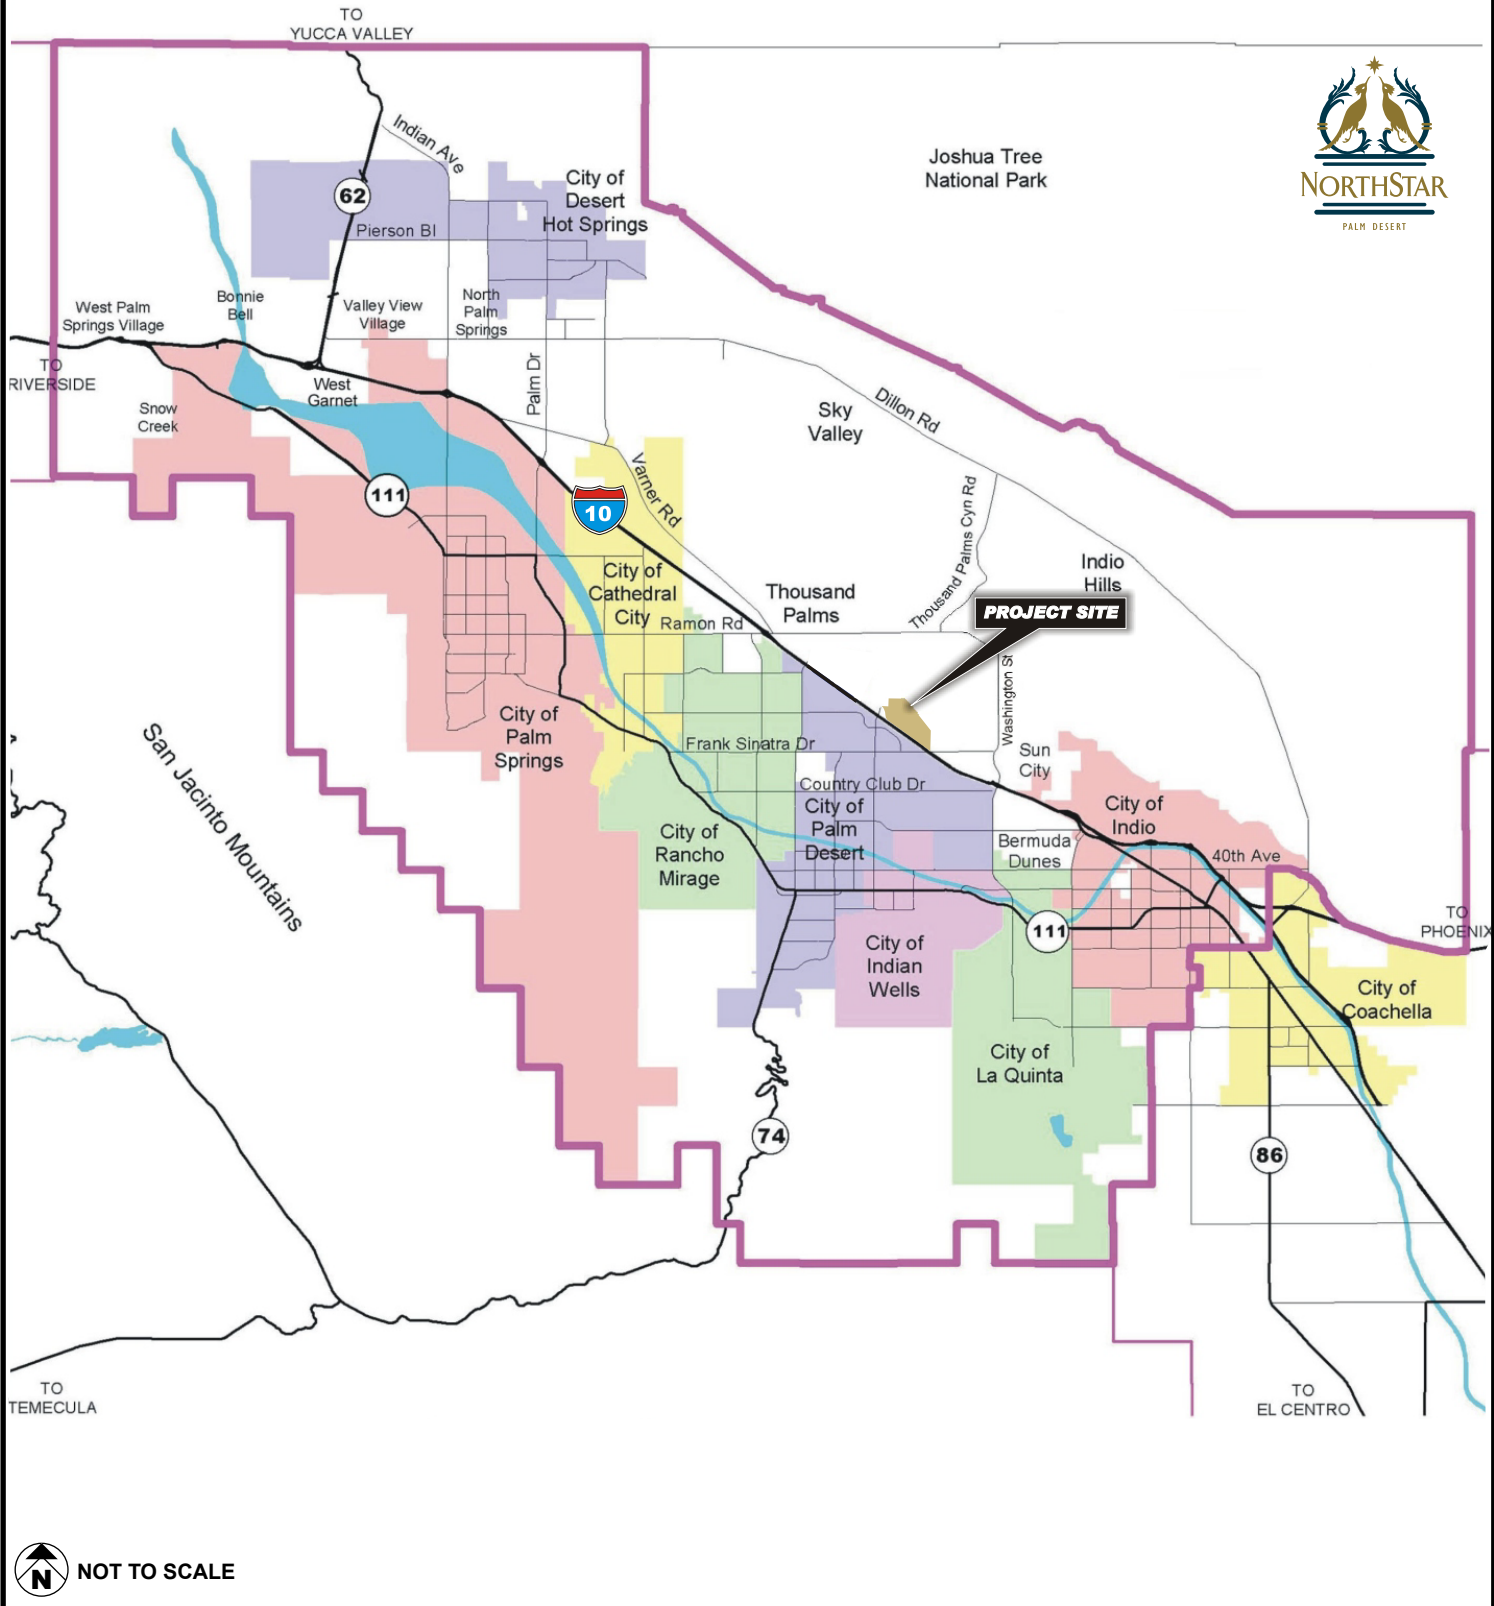 TO
YUCCA VALLEY
Indian Ave
Joshua Tree
National Park
NORTHSTAR
PALM DESERT
62
City of
Desert
Hot Springs
Pierson Bl
West Palm
Springs Village
Bonnie
Bell
Valley View
Village
North
Palm
Springs
TO
RIVERSIDE
West
Garnet
Palm Dr
Snow
Creek
Sky
Valley
Dillon Rd
Varner Rd
111
10
Thousand Palms Cyn Rd
City of
Cathedral
City
Thousand
Palms
Indio
Hills
PROJECT SITE
Ramon Rd
Washington St
City of
Palm
Springs
Frank Sinatra Dr
Sun
City
San Jacinto Mountains
Country Club Dr
City of
Palm
Desert
City of
Indio
City of
Rancho
Mirage
Bermuda
Dunes
40th Ave
111
TO
PHOENIX
City of
Indian
Wells
City of
Coachella
City of
La Quinta
74
86
TO
TEMECULA
TO
EL CENTRO
N
NOT TO SCALE